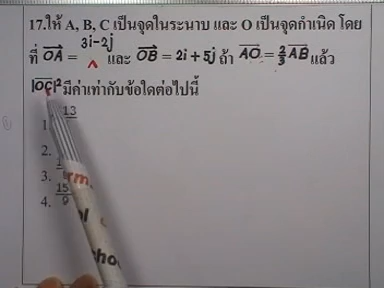 17.ให้ A, B, C เป็นจุดในระนาบ และ O เป็นจุดกำเนิด โดย
ที่ OA = 3i-2j และ OB = 2i + 5j ถ้า AO = 2/3 AB แล้ว
|OC|² มีค่าเท่ากับข้อใดต่อไปนี้
1. 13
2.
4. 15/9